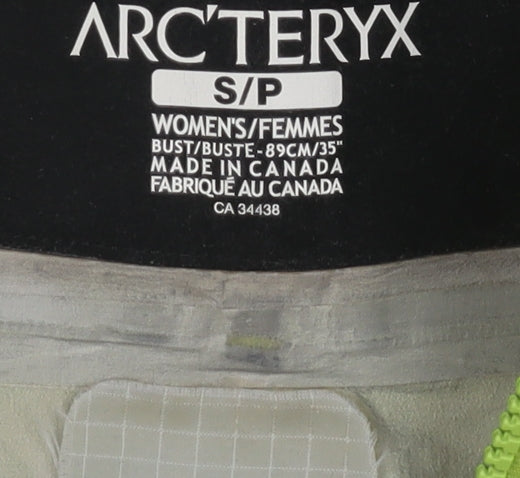 ARC'TERYX
S/P
WOMEN'S/FEMMES
BUST/BUSTE-89CM/35"
MADE IN CANADA
FABRIQUÉ AU CANADA
CA 34438